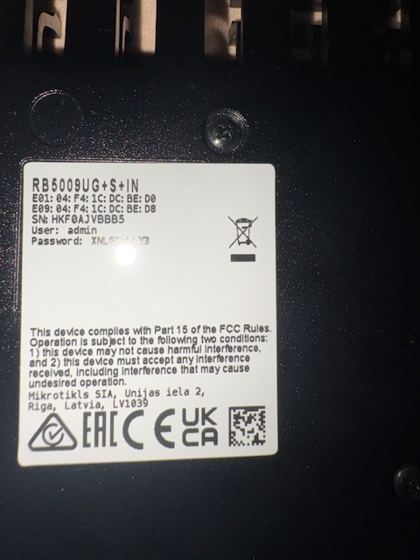 RB5009UG+S+IN
E01:04:F4:1C:DC:BE:D0
E09:04:F4:1C:DC:BE:D8
SN:HKF0AJVBBB5
User: admin
Password:
This device complies with Part 15 of the FCC Rules.
Operation is subject to the following two conditions:
1) this device may not cause harmful interference,
and 2) this device must accept any interference
received, including interference that may cause
undesired operation.
Mikrotikls SIA, Unijas iela 2,
Riga, Latvia, LV1039
EAC CE UK CA